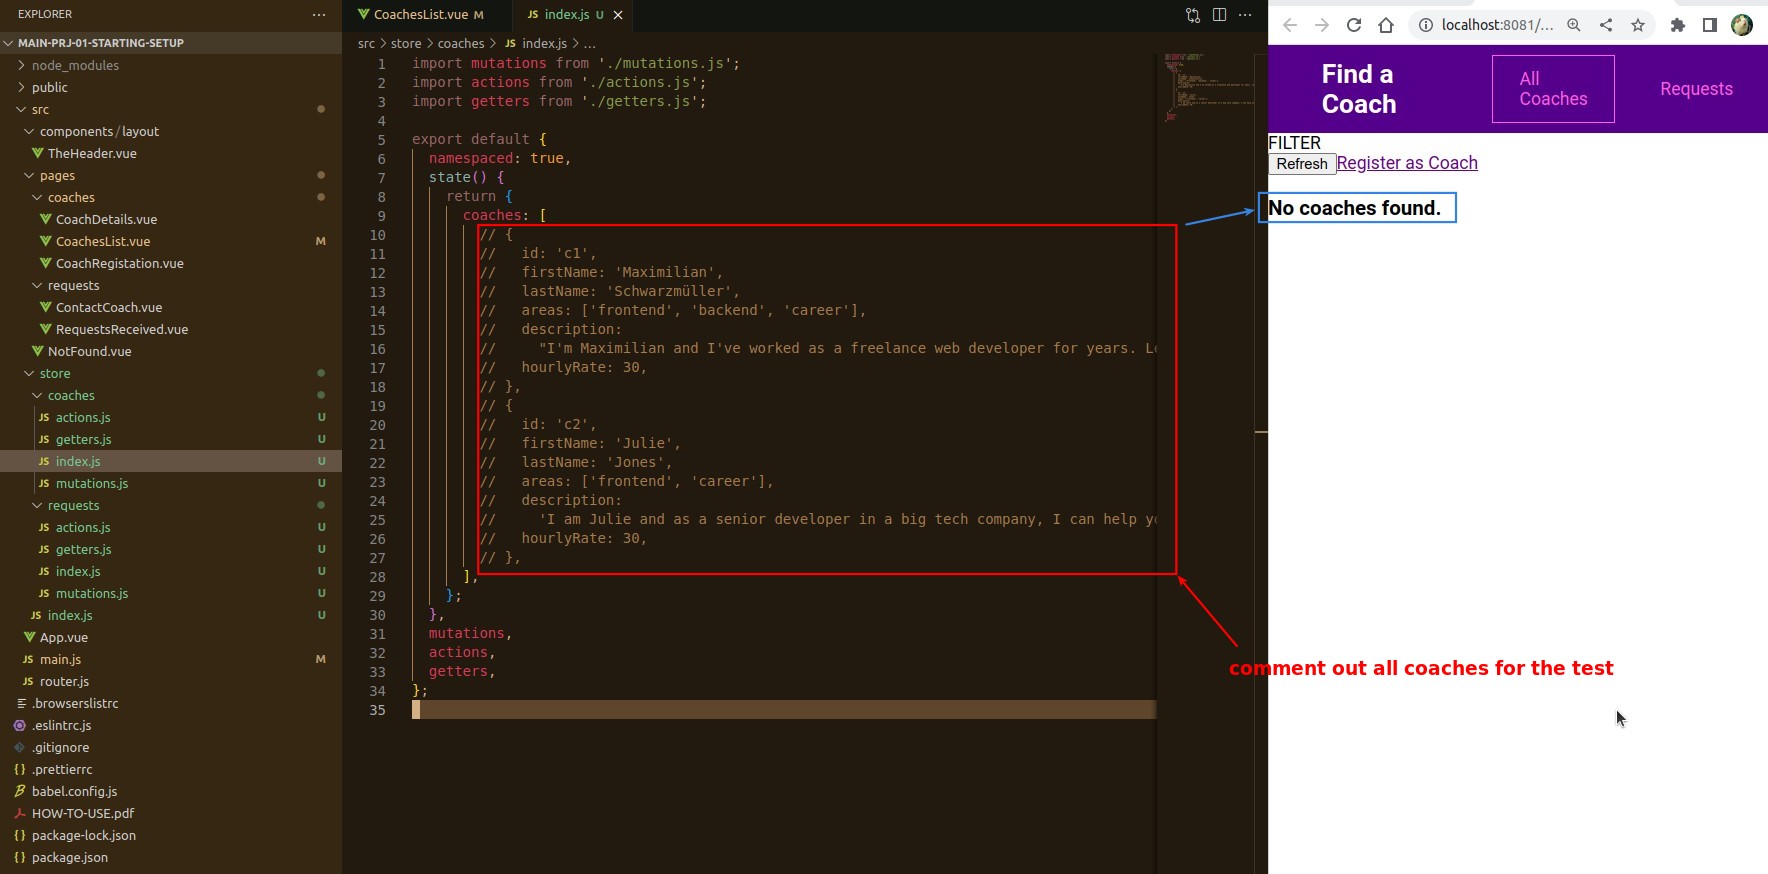 EXPLORER
MAIN-PRJ-01-STARTING-SETUP
node_modules
public
src
components/layout
TheHeader.vue
pages
coaches
CoachDetails.vue
CoachesList.vue M
CoachRegistation.vue
requests
ContactCoach.vue
RequestsReceived.vue
NotFound.vue
store
coaches
JS actions.js U
JS getters.js U
JS index.js U
JS mutations.js U
requests
JS actions.js U
JS getters.js U
JS index.js U
JS mutations.js U
JS index.js U
App.vue
JS main.js M
JS router.js
.browserslistrc
.eslintrc.js
.gitignore
{} .prettierrc
babel.config.js
HOW-TO-USE.pdf
{} package-lock.json
{} package.json
CoachesList.vue M
JS index.js U
src > store > coaches > JS index.js > ...
1 import mutations from './mutations.js';
2 import actions from './actions.js';
3 import getters from './getters.js';
4
5 export default {
6 namespaced: true,
7 state() {
8 return {
9 coaches: [
10 // {
11 // id: 'c1',
12 // firstName: 'Maximilian',
13 // lastName: 'Schwarzmüller',
14 // areas: ['frontend', 'backend', 'career'],
15 // description:
16 // "I'm Maximilian and I've worked as a freelance web developer for years.
17 // hourlyRate: 30,
18 // },
19 // {
20 // id: 'c2',
21 // firstName: 'Julie',
22 // lastName: 'Jones',
23 // areas: ['frontend', 'career'],
24 // description:
25 // 'I am Julie and as a senior developer in a big tech company, I can help
26 // hourlyRate: 30,
27 // },
28 ],
29 };
30 },
31 mutations,
32 actions,
33 getters,
34 };
35
localhost:8081/...
Find a
Coach
All
Coaches
Requests
FILTER
Refresh Register as Coach
No coaches found.
comment out all coaches for the test